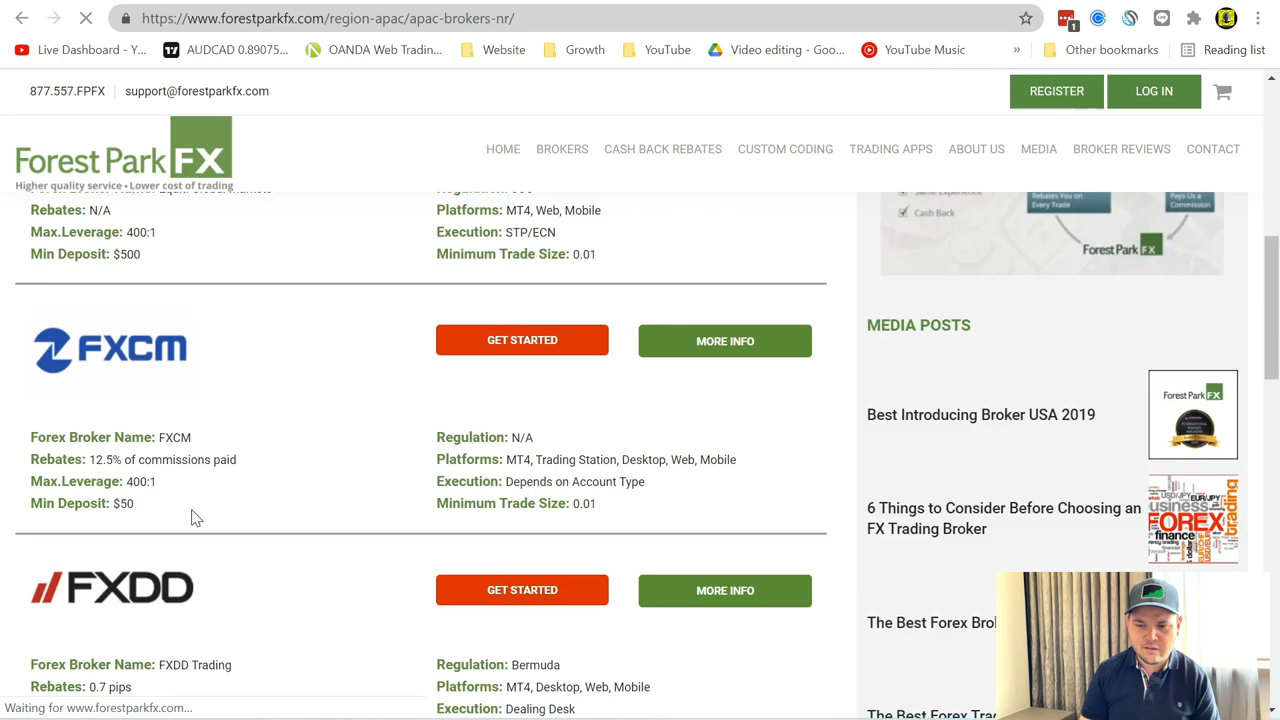 https://www.forestparkfx.com/region-apac/apac-brokers-nr/
1
Live Dashboard - Y...
AUDCAD 0.89075...
OANDA Web Tradin...
Website
Growth
YouTube
Video editing - Goo...
YouTube Music
»
Other bookmarks
Reading list
877.557.FPFX
support@forestparkfx.com
REGISTER
LOG IN
Forest Park FX
Higher quality service • Lower cost of trading
HOME
BROKERS
CASH BACK REBATES
CUSTOM CODING
TRADING APPS
ABOUT US
MEDIA
BROKER REVIEWS
CONTACT
Rebates: N/A
Max.Leverage: 400:1
Min Deposit: $500
Platforms: MT4, Web, Mobile
Execution: STP/ECN
Minimum Trade Size: 0.01
Same Experience
Cash Back
Rebates You on
Every Trade
Pays Us a
Commission
Forest Park FX
FXCM
GET STARTED
MORE INFO
Forex Broker Name: FXCM
Rebates: 12.5% of commissions paid
Max.Leverage: 400:1
Min Deposit: $50
Regulation: N/A
Platforms: MT4, Trading Station, Desktop, Web, Mobile
Execution: Depends on Account Type
Minimum Trade Size: 0.01
FXDD
GET STARTED
MORE INFO
Forex Broker Name: FXDD Trading
Rebates: 0.7 pips
Regulation: Bermuda
Platforms: MT4, Desktop, Web, Mobile
Execution: Dealing Desk
MEDIA POSTS
Best Introducing Broker USA 2019
Forest Park FX
6 Things to Consider Before Choosing an
FX Trading Broker
business
FOREX
finance
trading
The Best Forex Bro
The Best Forex Tra
Waiting for www.forestparkfx.com...